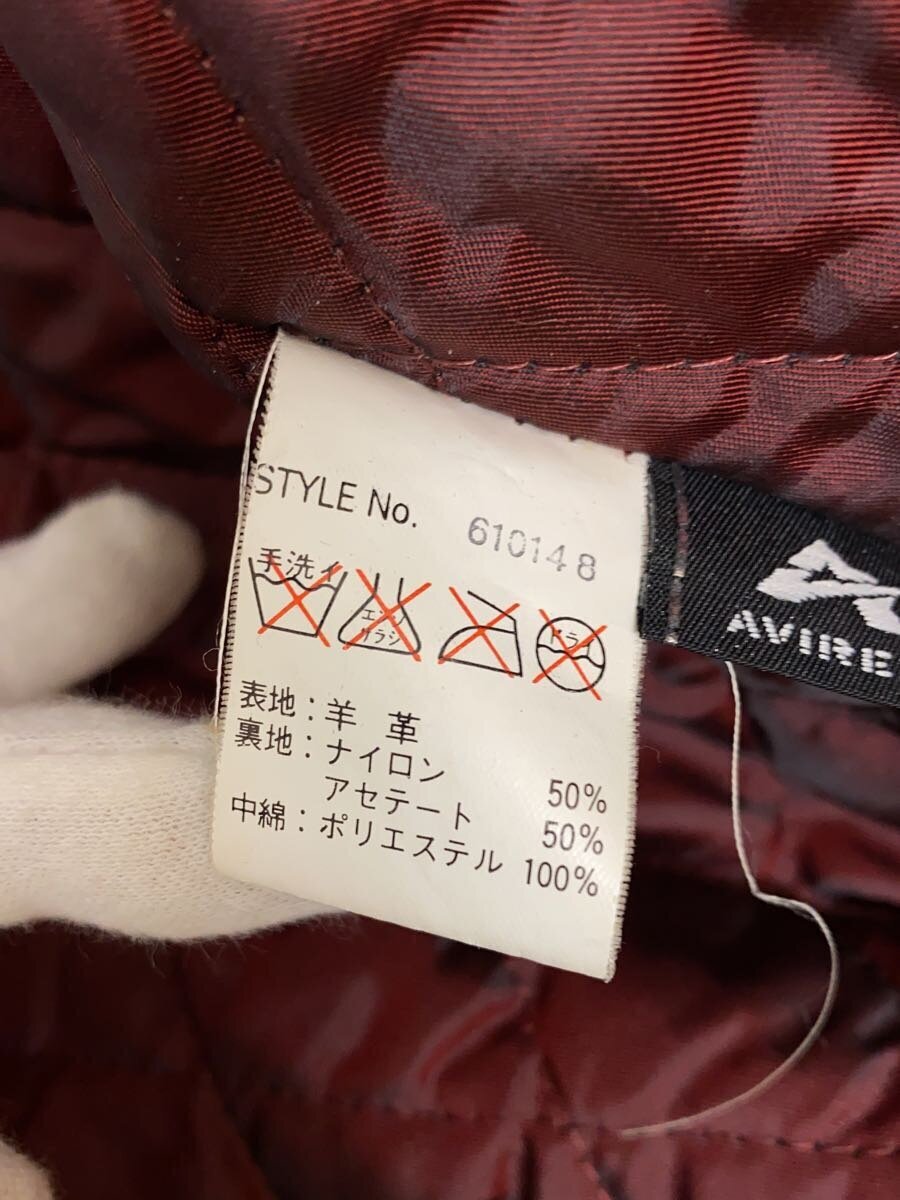 STYLE No. 610148
手洗イ
エンソ
サラシ
ドライ
表地：羊 革
裏地：ナイロン 50%
アセテート 50%
中綿：ポリエステル 100%
AVIRE